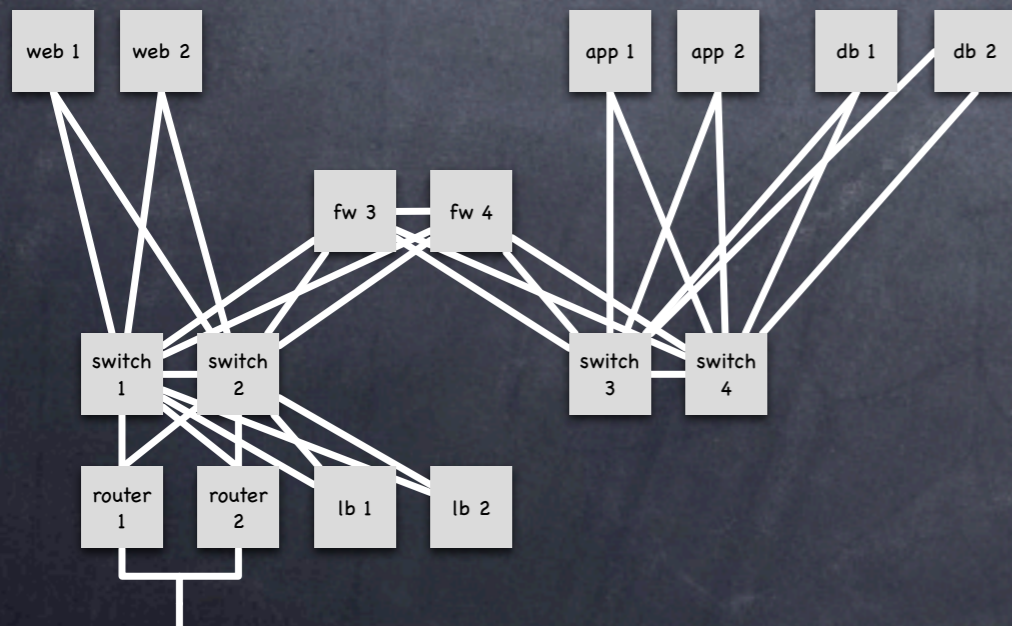 web 1
web 2
app 1
app 2
db 1
db 2
fw 3
fw 4
switch
1
switch
2
switch
3
switch
4
router
1
router
2
lb 1
lb 2